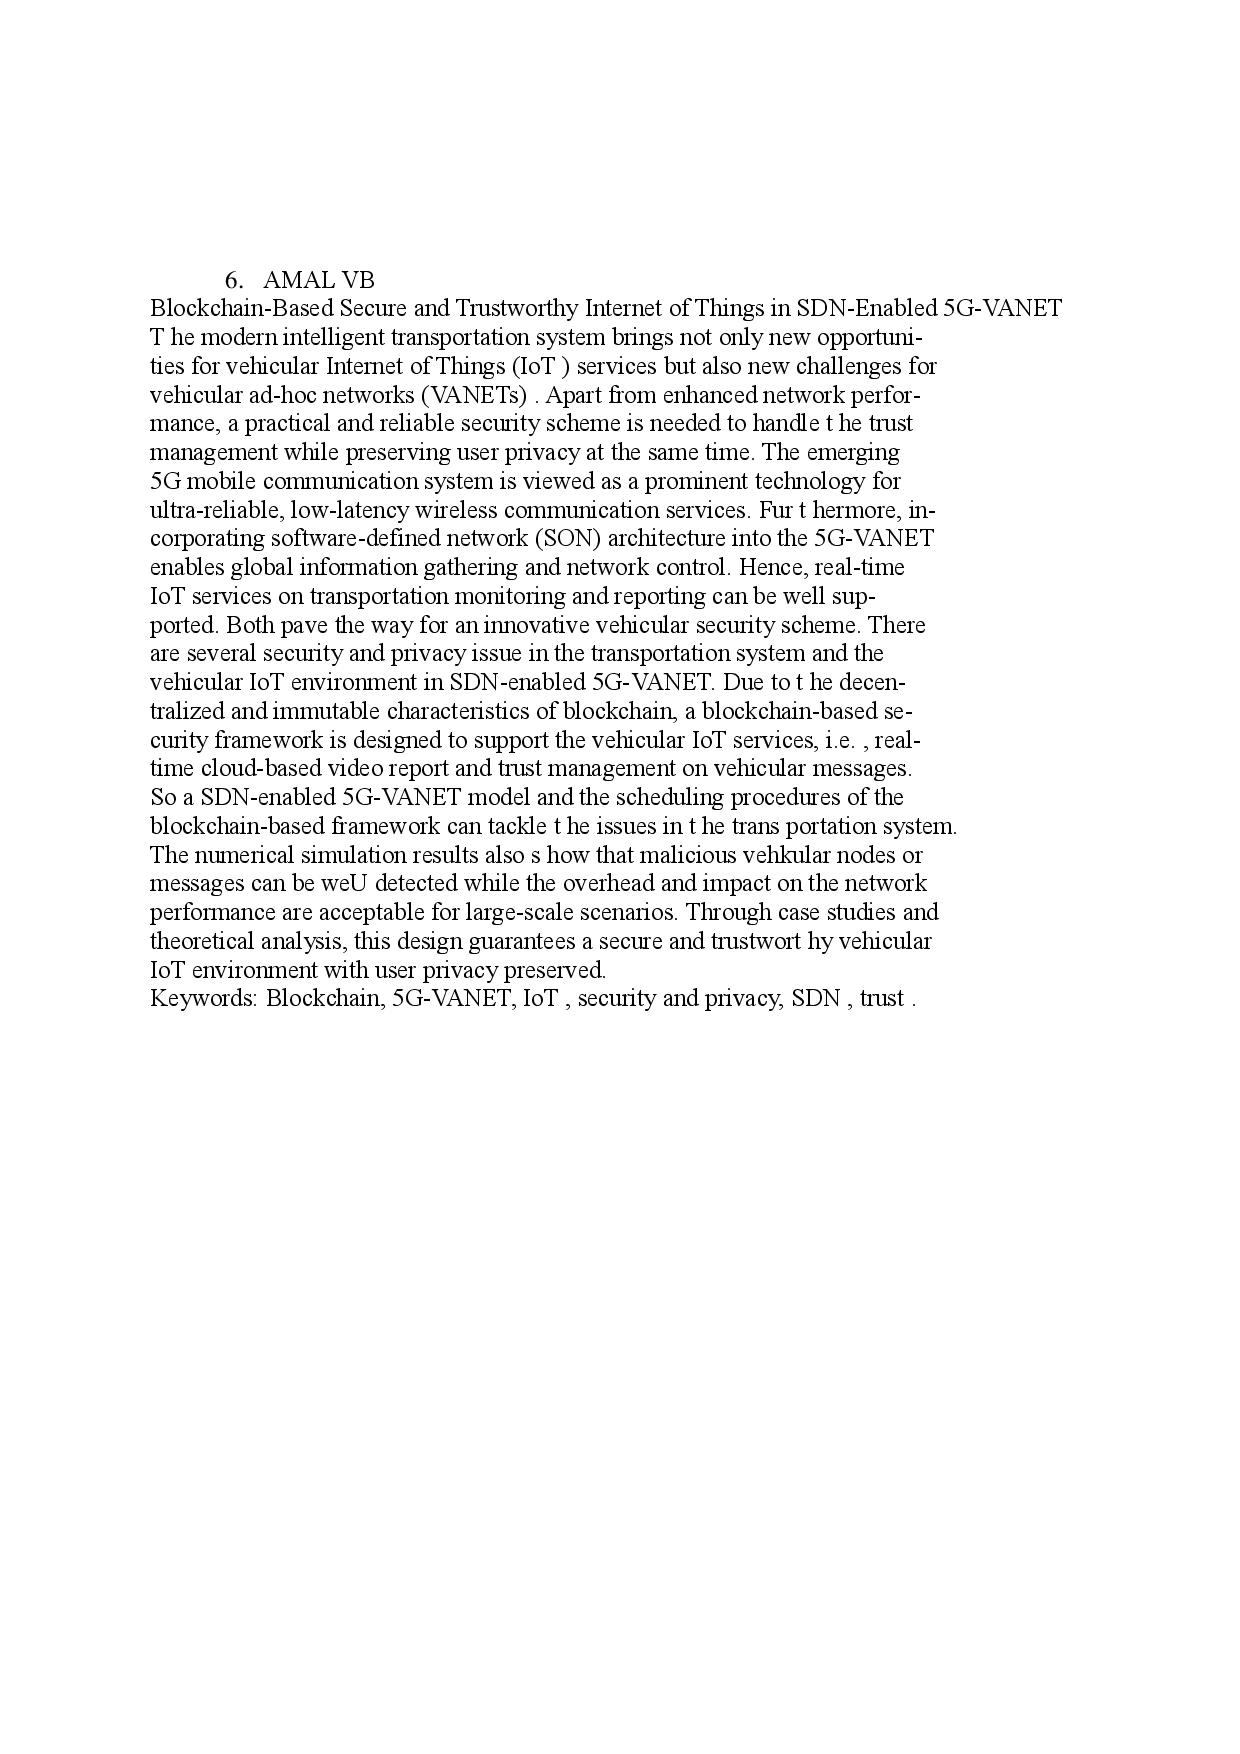 6. AMAL VB
Blockchain-Based Secure and Trustworthy Internet of Things in SDN-Enabled 5G-VANET
T he modern intelligent transportation system brings not only new opportuni-
ties for vehicular Internet of Things (IoT ) services but also new challenges for
vehicular ad-hoc networks (VANETs) . Apart from enhanced network perfor-
mance, a practical and reliable security scheme is needed to handle t he trust
management while preserving user privacy at the same time. The emerging
5G mobile communication system is viewed as a prominent technology for
ultra-reliable, low-latency wireless communication services. Fur t hermore, in-
corporating software-defined network (SON) architecture into the 5G-VANET
enables global information gathering and network control. Hence, real-time
IoT services on transportation monitoring and reporting can be well sup-
ported. Both pave the way for an innovative vehicular security scheme. There
are several security and privacy issue in the transportation system and the
vehicular IoT environment in SDN-enabled 5G-VANET. Due to t he decen-
tralized and immutable characteristics of blockchain, a blockchain-based se-
curity framework is designed to support the vehicular IoT services, i.e. , real-
time cloud-based video report and trust management on vehicular messages.
So a SDN-enabled 5G-VANET model and the scheduling procedures of the
blockchain-based framework can tackle t he issues in t he trans portation system.
The numerical simulation results also s how that malicious vehkular nodes or
messages can be weU detected while the overhead and impact on the network
performance are acceptable for large-scale scenarios. Through case studies and
theoretical analysis, this design guarantees a secure and trustwort hy vehicular
IoT environment with user privacy preserved.
Keywords: Blockchain, 5G-VANET, IoT , security and privacy, SDN , trust .